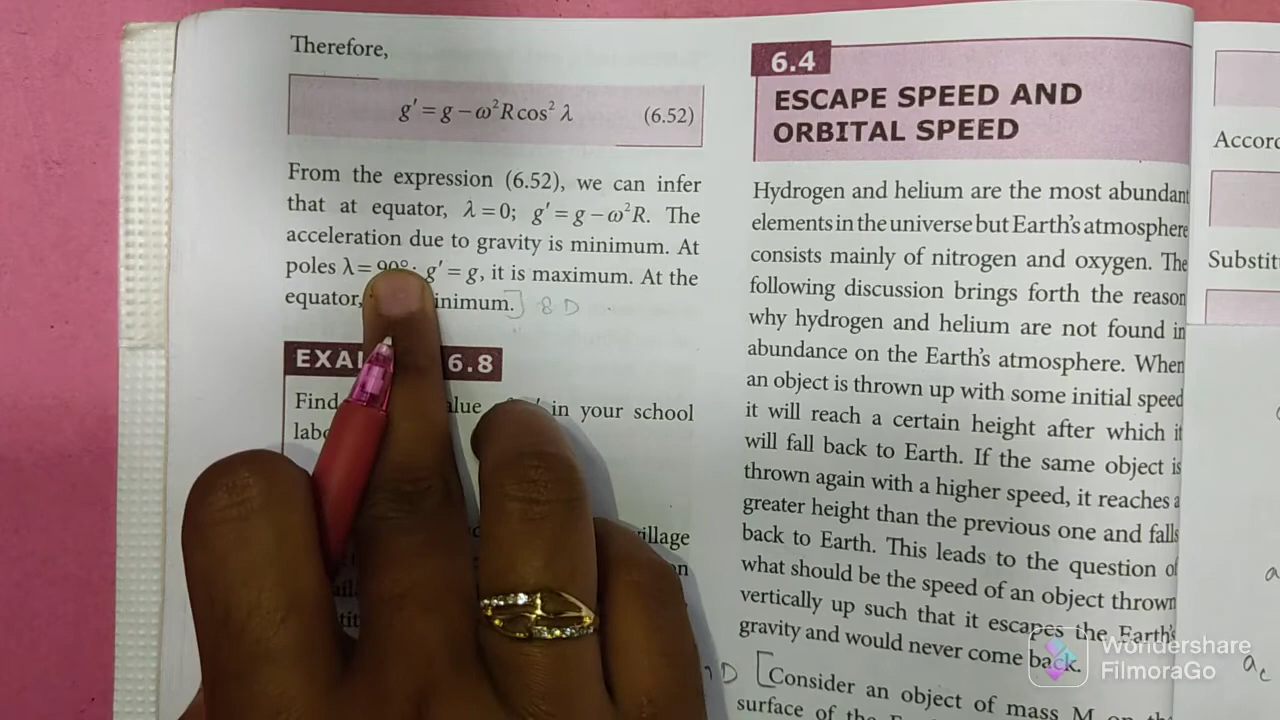 Therefore,
g′ = g − ω²R cos² λ (6.52)
From the expression (6.52), we can infer
that at equator, λ = 0; g′ = g − ω²R. The
acceleration due to gravity is minimum. At
poles λ = 90°; g′ = g, it is maximum. At the
equator, inimum.] 8 D
EXA 6.8
Find alue in your school
lab
illage
on
6.4
ESCAPE SPEED AND
ORBITAL SPEED
Hydrogen and helium are the most abundant
elements in the universe but Earth's atmosphere
consists mainly of nitrogen and oxygen. The
following discussion brings forth the reason
why hydrogen and helium are not found in
abundance on the Earth's atmosphere. When
an object is thrown up with some initial speed
it will reach a certain height after which it
will fall back to Earth. If the same object is
thrown again with a higher speed, it reaches a
greater height than the previous one and falls
back to Earth. This leads to the question of
what should be the speed of an object thrown
vertically up such that it escapes the Earth's
gravity and would never come back.
D [Consider an object of mass M on the
surface of the
Accord
Substit
a
a c
Wondershare
FilmoraGo